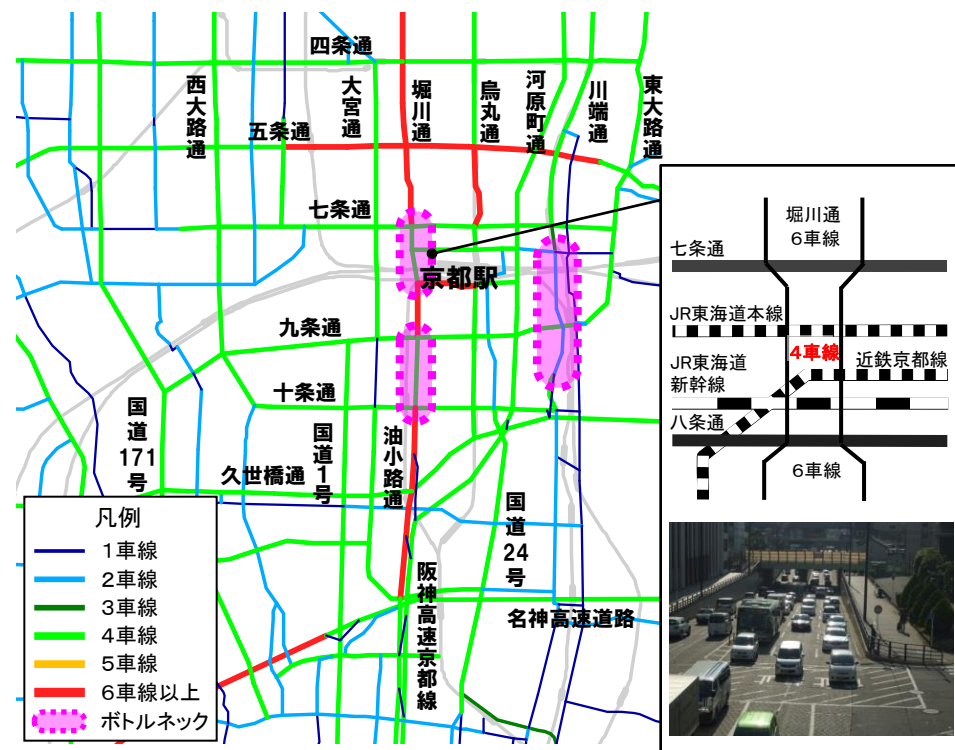 四条通
西大路通
大宮通
堀川通
烏丸通
河原町通
川端通
東大路通
五条通
七条通
京都駅
九条通
十条通
国道171号
国道1号
油小路通
久世橋通
国道24号
阪神高速京都線
名神高速道路
凡例
1車線
2車線
3車線
4車線
5車線
6車線以上
ボトルネック
堀川通
6車線
七条通
JR東海道本線
4車線
近鉄京都線
JR東海道
新幹線
八条通
6車線